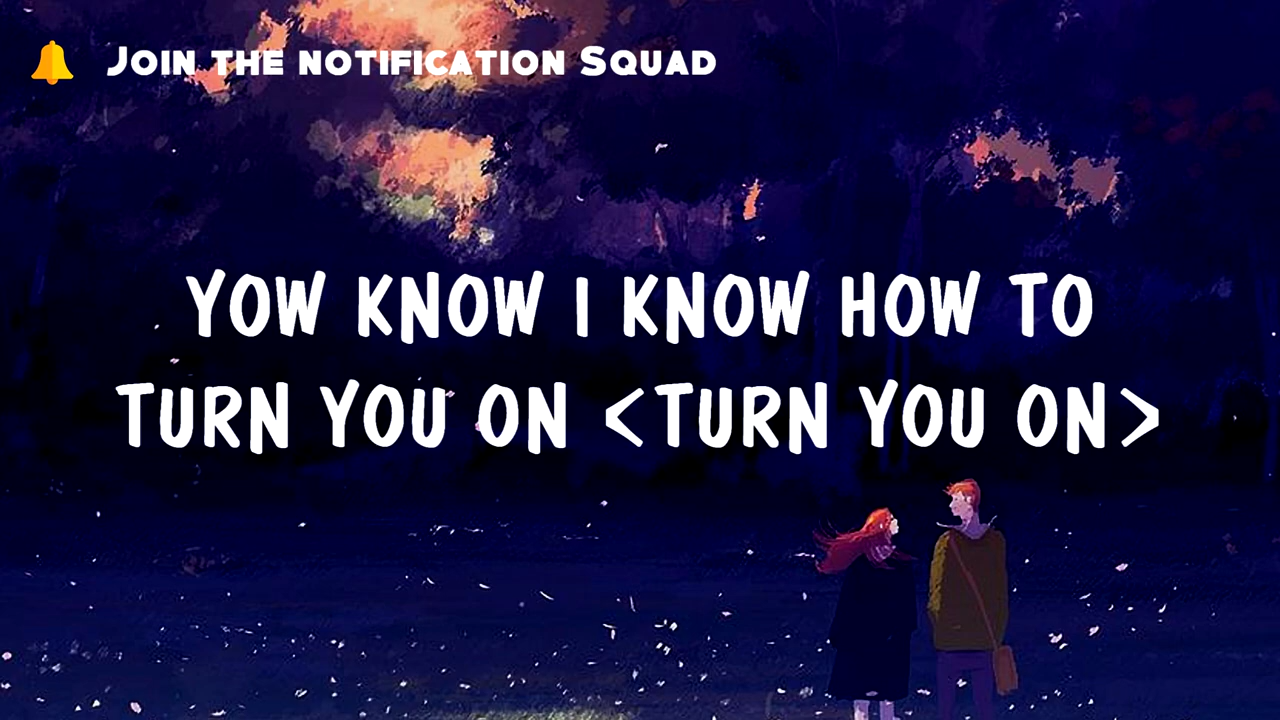 Join the notification Squad
YOW KNOW I KNOW HOW TO
TURN YOU ON <TURN YOU ON>